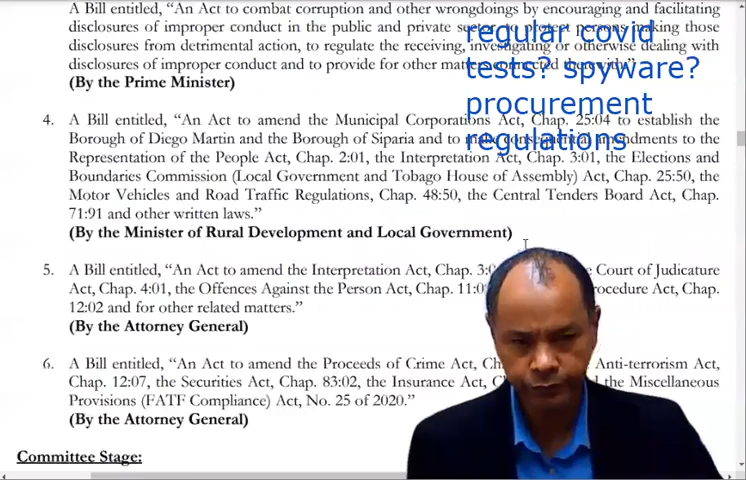 A Bill entitled, “An Act to combat corruption and other wrongdoings by encouraging and facilitating
disclosures of improper conduct in the public and private sector, to protect persons making those
disclosures from detrimental action, to regulate the receiving, investigating or otherwise dealing with
disclosures of improper conduct and to provide for other matters connected therewith.”
(By the Prime Minister)
regular covid
tests? spyware?
procurement
regulations
4. A Bill entitled, “An Act to amend the Municipal Corporations Act, Chap. 25:04 to establish the
Borough of Diego Martin and the Borough of Siparia and to make consequential amendments to the
Representation of the People Act, Chap. 2:01, the Interpretation Act, Chap. 3:01, the Elections and
Boundaries Commission (Local Government and Tobago House of Assembly) Act, Chap. 25:50, the
Motor Vehicles and Road Traffic Regulations, Chap. 48:50, the Central Tenders Board Act, Chap.
71:91 and other written laws.”
(By the Minister of Rural Development and Local Government)
5. A Bill entitled, “An Act to amend the Interpretation Act, Chap. Court of Judicature
Act, Chap. 4:01, the Offences Against the Person Act, Chap. Act, Chap.
12:02 and for other related matters.”
(By the Attorney General)
6. A Bill entitled, “An Act to amend the Proceeds of Crime Act, Anti-terrorism Act,
Chap. 12:07, the Securities Act, Chap. 83:02, the Insurance Act, the Miscellaneous
Provisions (FATF Compliance) Act, No. 25 of 2020.”
(By the Attorney General)
Committee Stage: